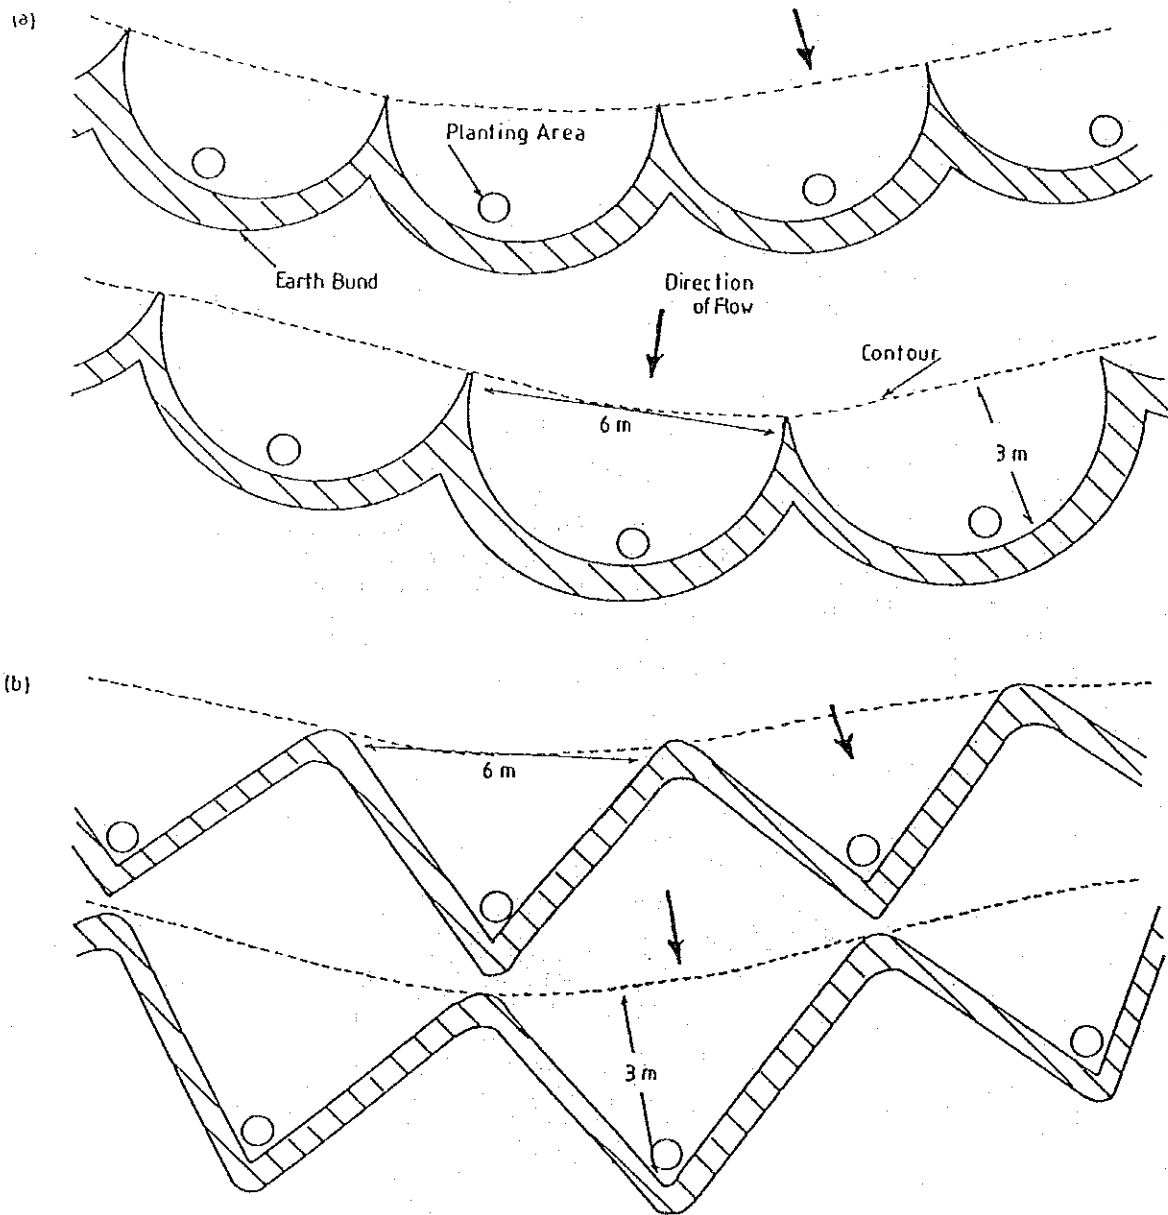 (a)
Planting Area
Earth Bund
Direction
of Flow
Contour
6 m
3 m
(b)
6 m
3 m